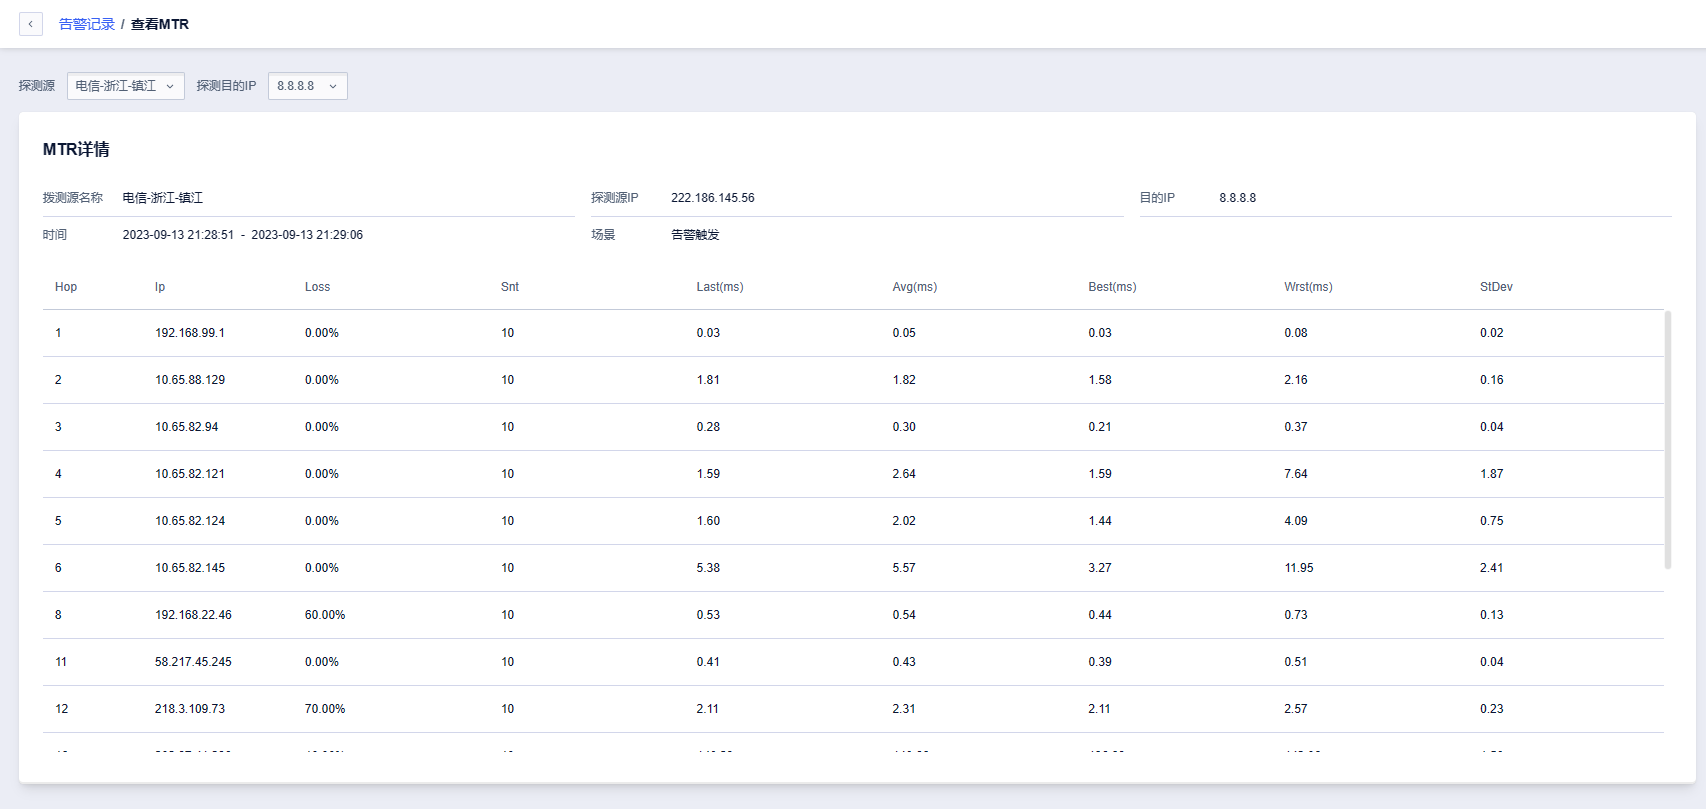 告警记录 / 查看MTR
探测源 电信-浙江-镇江 探测目的IP 8.8.8.8
MTR详情
拨测源名称 电信-浙江-镇江 探测源IP 222.186.145.56 目的IP 8.8.8.8
时间 2023-09-13 21:28:51 - 2023-09-13 21:29:06 场景 告警触发
Hop Ip Loss Snt Last(ms) Avg(ms) Best(ms) Wrst(ms) StDev
1 192.168.99.1 0.00% 10 0.03 0.05 0.03 0.08 0.02
2 10.65.88.129 0.00% 10 1.81 1.82 1.58 2.16 0.16
3 10.65.82.94 0.00% 10 0.28 0.30 0.21 0.37 0.04
4 10.65.82.121 0.00% 10 1.59 2.64 1.59 7.64 1.87
5 10.65.82.124 0.00% 10 1.60 2.02 1.44 4.09 0.75
6 10.65.82.145 0.00% 10 5.38 5.57 3.27 11.95 2.41
8 192.168.22.46 60.00% 10 0.53 0.54 0.44 0.73 0.13
11 58.217.45.245 0.00% 10 0.41 0.43 0.39 0.51 0.04
12 218.3.109.73 70.00% 10 2.11 2.31 2.11 2.57 0.23